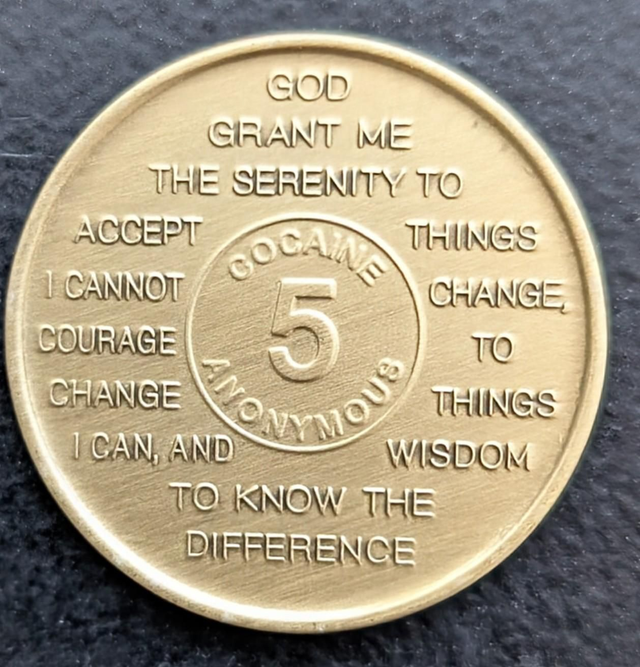 GOD
GRANT ME
THE SERENITY TO
ACCEPT THINGS
I CANNOT CHANGE,
COURAGE TO
CHANGE THINGS
I CAN, AND WISDOM
TO KNOW THE
DIFFERENCE
COCAINE
5
ANONYMOUS